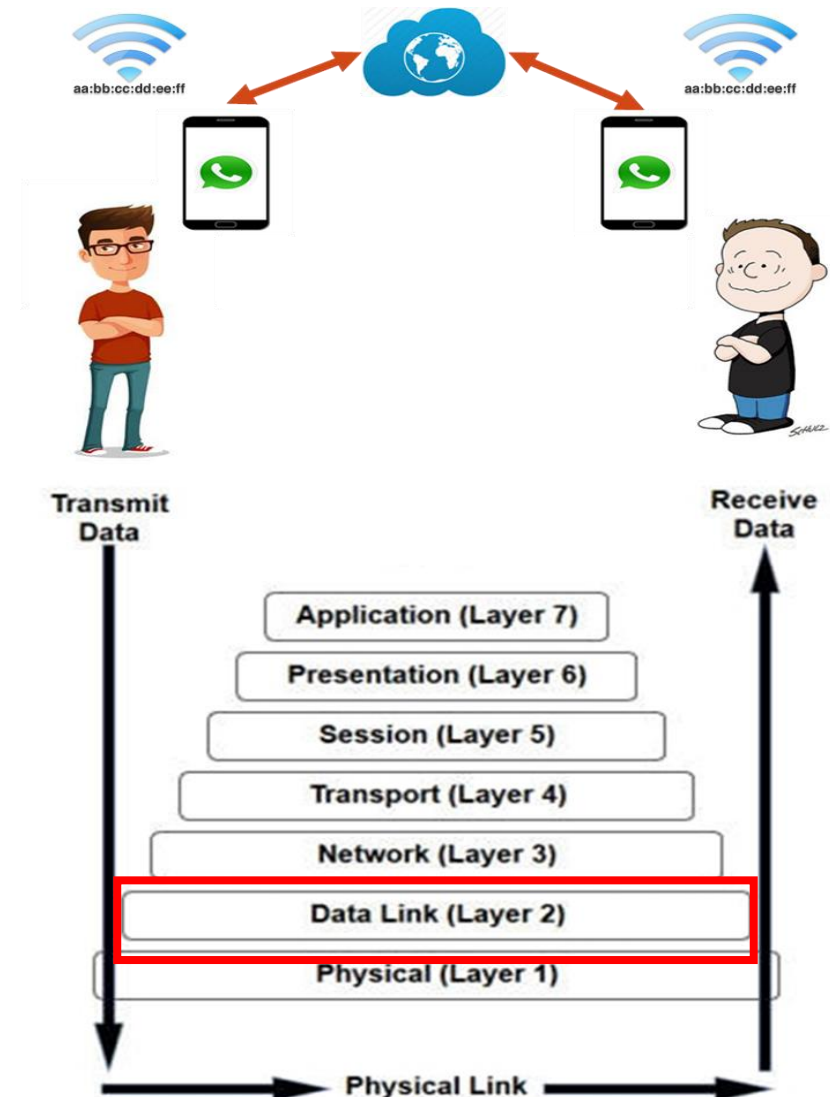 aa:bb:cc:dd:ee:ff
aa:bb:cc:dd:ee:ff
SCHULZ
Transmit
Data
Receive
Data
Application (Layer 7)
Presentation (Layer 6)
Session (Layer 5)
Transport (Layer 4)
Network (Layer 3)
Data Link (Layer 2)
Physical (Layer 1)
Physical Link